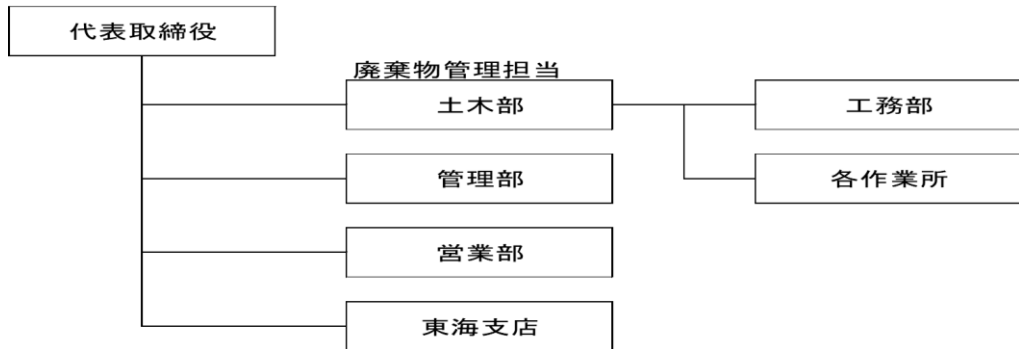 代表取締役
廃棄物管理担当
土木部
工務部
管理部
各作業所
営業部
東海支店